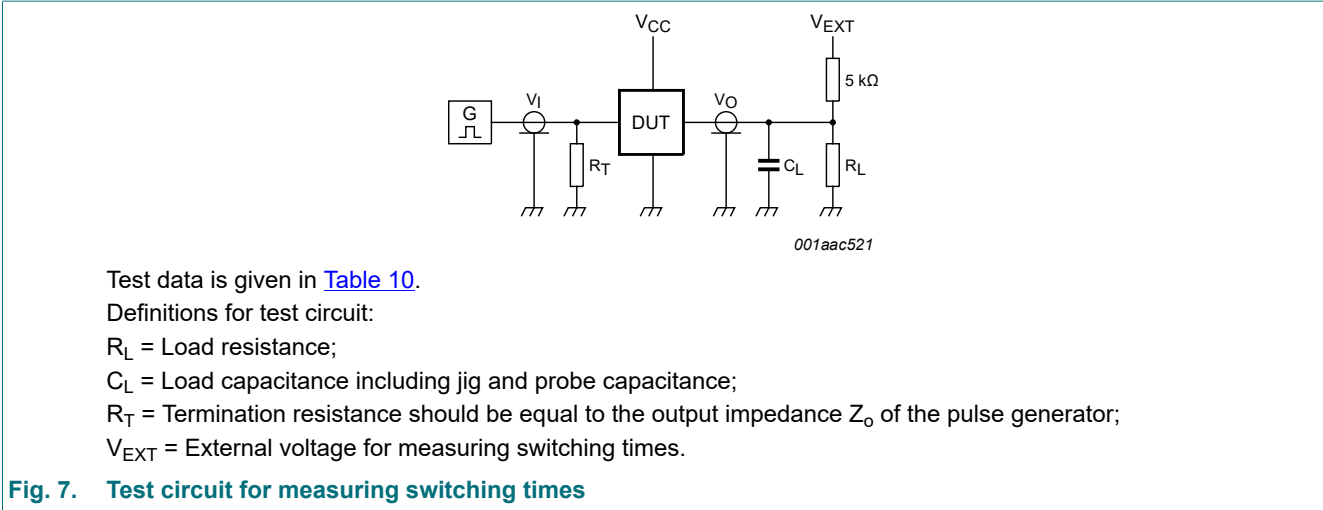 VCC
VEXT
5 kΩ
G
VI
DUT
VO
RT
CL
RL
001aac521
Test data is given in Table 10.
Definitions for test circuit:
RL = Load resistance;
CL = Load capacitance including jig and probe capacitance;
RT = Termination resistance should be equal to the output impedance Zo of the pulse generator;
VEXT = External voltage for measuring switching times.
Fig. 7. Test circuit for measuring switching times